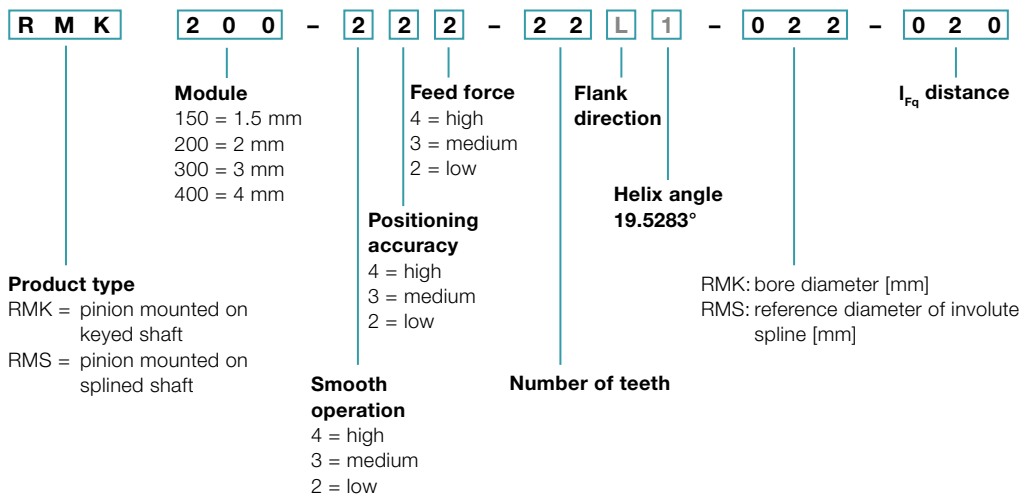 R M K 2 0 0 – 2 2 2 – 2 2 L 1 – 0 2 2 – 0 2 0
Module
150 = 1.5 mm
200 = 2 mm
300 = 3 mm
400 = 4 mm
Feed force
4 = high
3 = medium
2 = low
Flank
direction
l_Fq distance
Helix angle
19.5283°
Positioning
accuracy
4 = high
3 = medium
2 = low
Product type
RMK = pinion mounted on
keyed shaft
RMS = pinion mounted on
splined shaft
RMK: bore diameter [mm]
RMS: reference diameter of involute
spline [mm]
Smooth
operation
4 = high
3 = medium
2 = low
Number of teeth